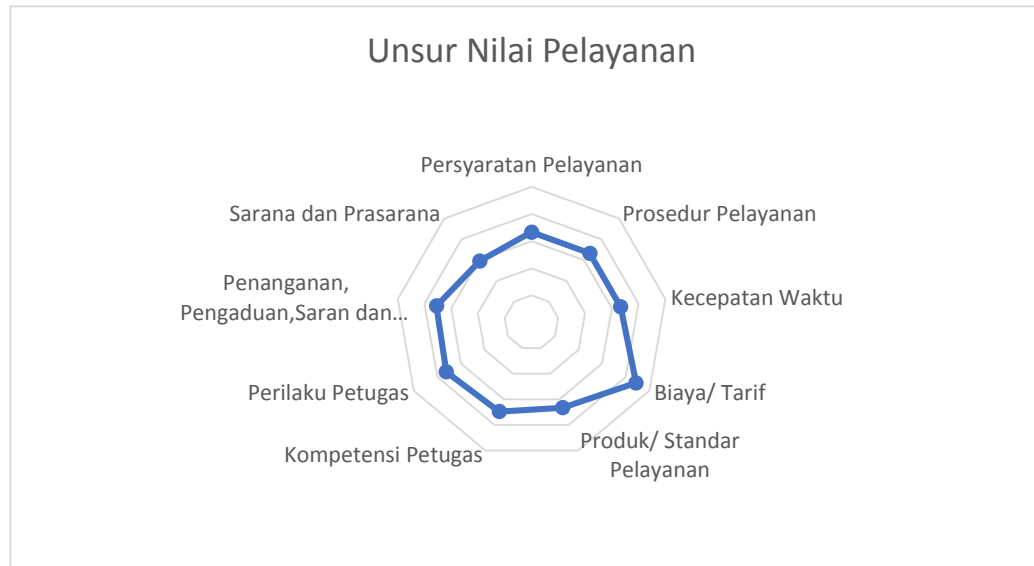 Unsur Nilai Pelayanan
Persyaratan Pelayanan
Prosedur Pelayanan
Kecepatan Waktu
Biaya/ Tarif
Produk/ Standar
Pelayanan
Kompetensi Petugas
Perilaku Petugas
Penanganan,
Pengaduan,Saran dan...
Sarana dan Prasarana